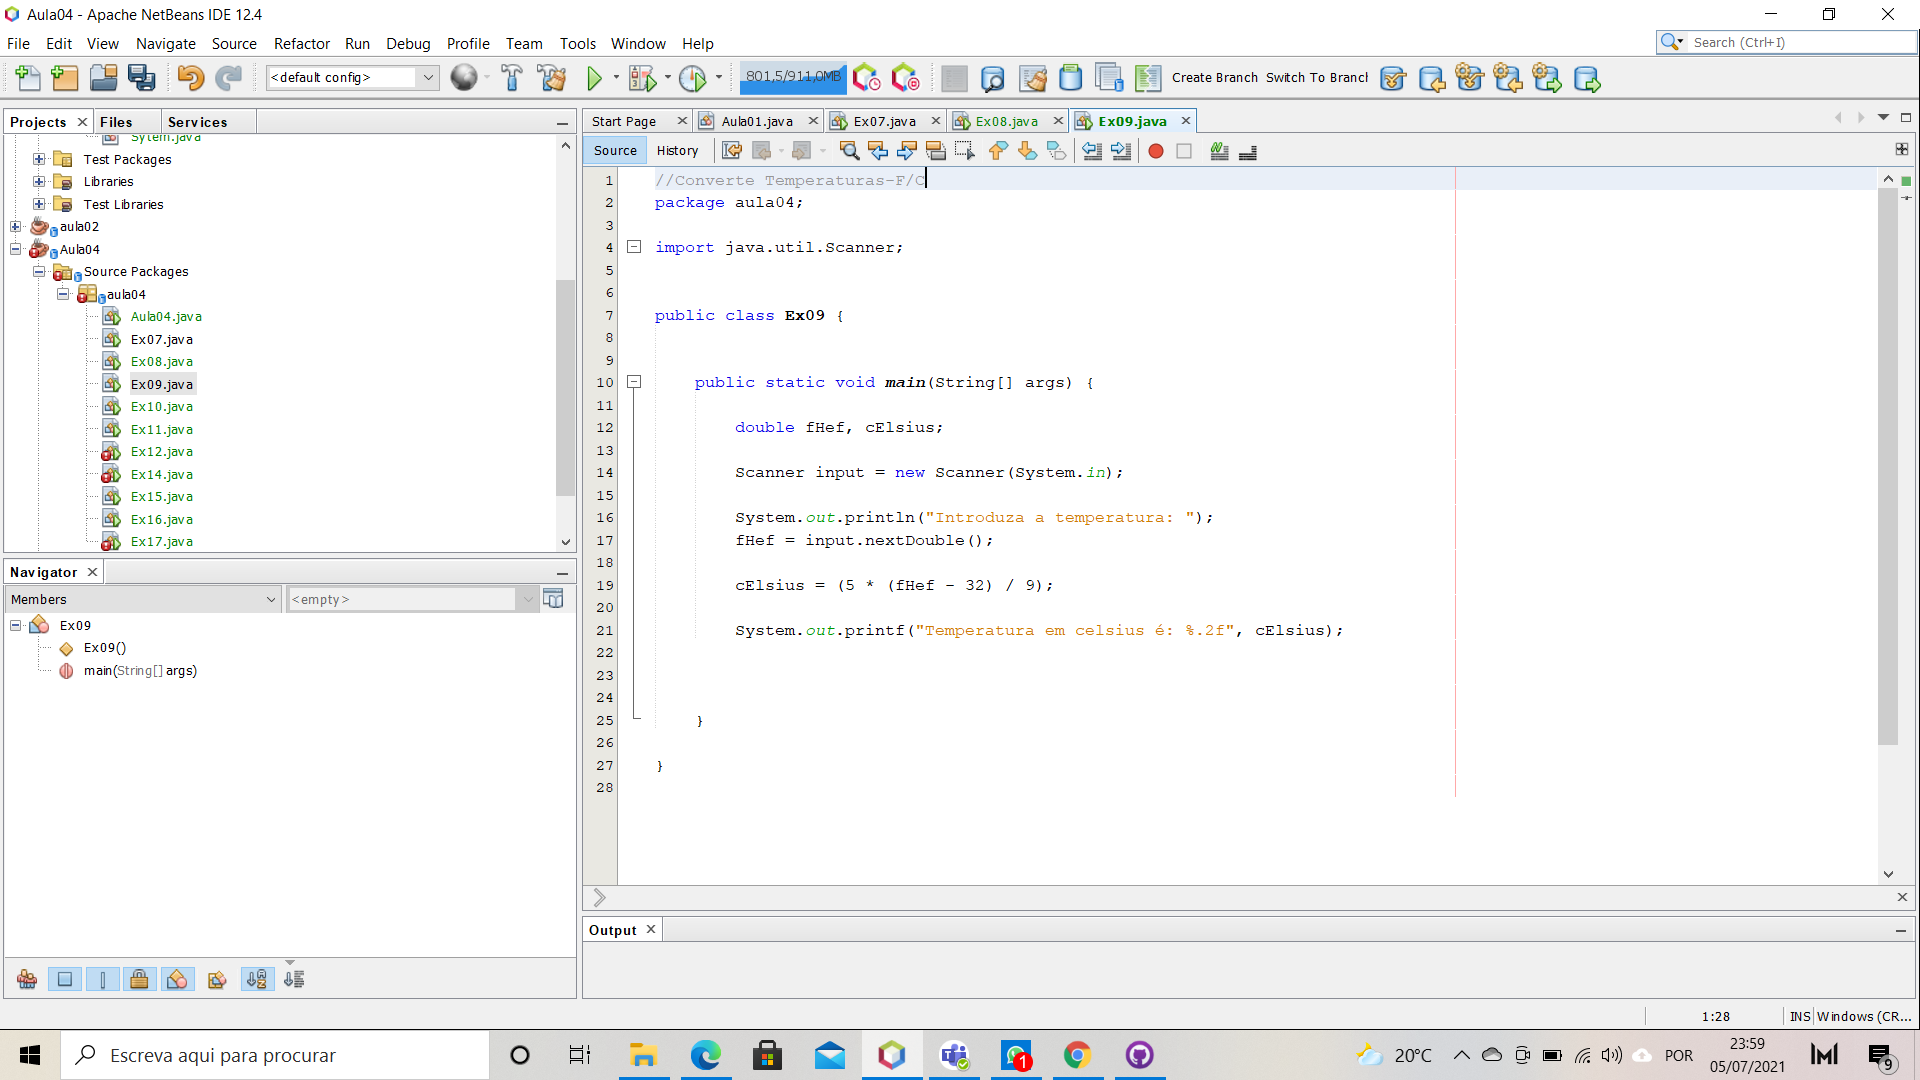 Aula04 - Apache NetBeans IDE 12.4
File Edit View Navigate Source Refactor Run Debug Profile Team Tools Window Help
Search (Ctrl+I)
<default config>
801,5/911,0MB
Create Branch Switch To Branch
Projects Files Services
Sytem.java
Test Packages
Libraries
Test Libraries
aula02
Aula04
Source Packages
aula04
Aula04.java
Ex07.java
Ex08.java
Ex09.java
Ex10.java
Ex11.java
Ex12.java
Ex14.java
Ex15.java
Ex16.java
Ex17.java
Navigator
Members
<empty>
Ex09
Ex09()
main(String[] args)
Start Page Aula01.java Ex07.java Ex08.java Ex09.java
Source History
1 //Converte Temperaturas-F/C
2 package aula04;
3
4 import java.util.Scanner;
5
6
7 public class Ex09 {
8
9
10 public static void main(String[] args) {
11
12 double fHef, cElsius;
13
14 Scanner input = new Scanner(System.in);
15
16 System.out.println("Introduza a temperatura: ");
17 fHef = input.nextDouble();
18
19 cElsius = (5 * (fHef - 32) / 9);
20
21 System.out.printf("Temperatura em celsius é: %.2f", cElsius);
22
23
24
25 }
26
27 }
28
Output
1:28 INS Windows (CR...
Escreva aqui para procurar
1
20°C
POR
23:59
05/07/2021
9